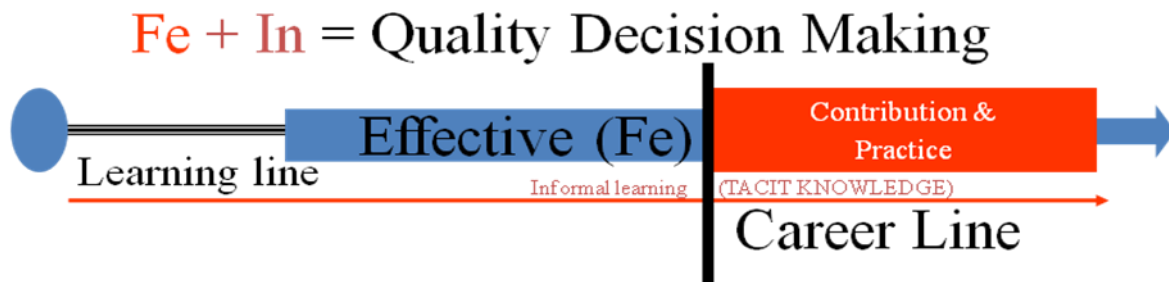 Fe + In = Quality Decision Making
Effective (Fe)
Contribution &
Practice
Learning line
Informal learning (TACIT KNOWLEDGE)
Career Line